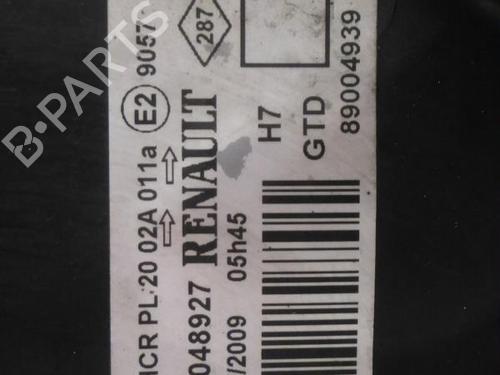 HCR PL:20 02A 011a E2 9057
048927 RENAULT 287
/2009 05h45
H7
GTD
89004939
B-PARTS